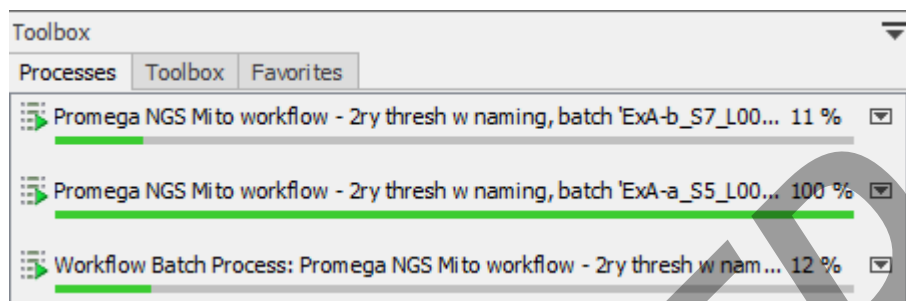 Toolbox
Processes Toolbox Favorites
Promega NGS Mito workflow - 2ry thresh w naming, batch 'ExA-b_S7_L00... 11 %
Promega NGS Mito workflow - 2ry thresh w naming, batch 'ExA-a_S5_L00... 100 %
Workflow Batch Process: Promega NGS Mito workflow - 2ry thresh w nam... 12 %